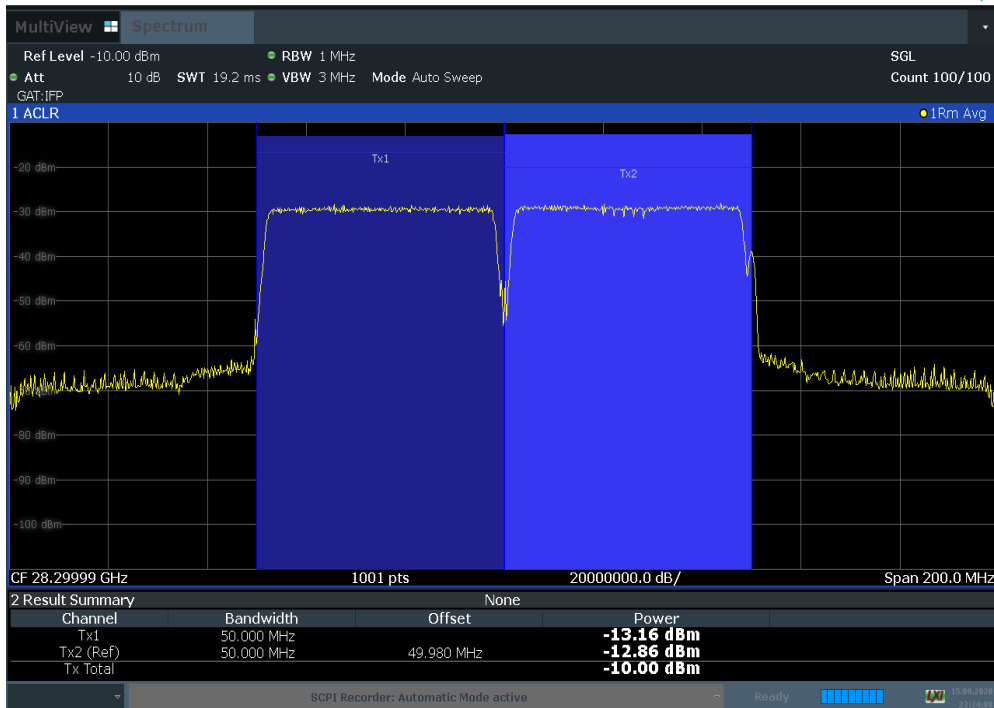 MultiView Spectrum
Ref Level -10.00 dBm RBW 1 MHz SGL
Att 10 dB SWT 19.2 ms VBW 3 MHz Mode Auto Sweep Count 100/100
GAT:IFP
1 ACLR 1Rm Avg
Tx1
-20 dBm
Tx2
-30 dBm
-40 dBm
-50 dBm
-60 dBm
-80 dBm
-90 dBm
-100 dBm
CF 28.29999 GHz 1001 pts 20000000.0 dB/ Span 200.0 MHz
2 Result Summary None
Channel Bandwidth Offset Power
Tx1 50.000 MHz -13.16 dBm
Tx2 (Ref) 50.000 MHz 49.980 MHz -12.86 dBm
Tx Total -10.00 dBm
SCPI Recorder: Automatic Mode active Ready LXI 15.09.2020